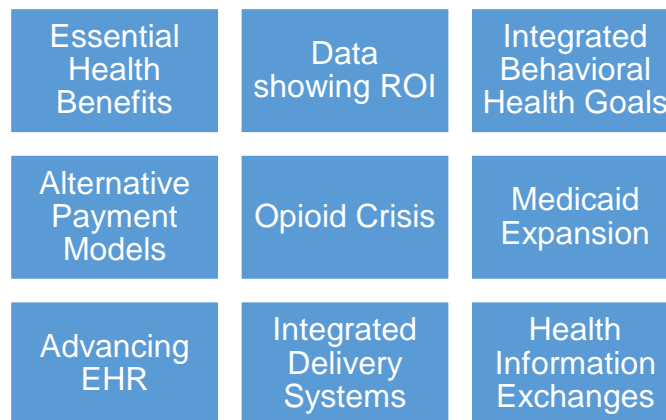 Essential
Health
Benefits
Data
showing ROI
Integrated
Behavioral
Health Goals
Alternative
Payment
Models
Opioid Crisis
Medicaid
Expansion
Advancing
EHR
Integrated
Delivery
Systems
Health
Information
Exchanges